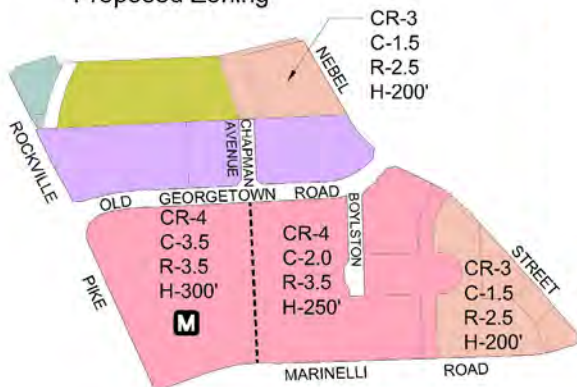 Proposed Zoning
CR-3
C-1.5
R-2.5
H-200'
NEBEL
ROCKVILLE
CHAPMAN
AVENUE
OLD GEORGETOWN ROAD
BOYLSTON
PIKE
CR-4
C-3.5
R-3.5
H-300'
M
CR-4
C-2.0
R-3.5
H-250'
STREET
CR-3
C-1.5
R-2.5
H-200'
MARINELLI ROAD